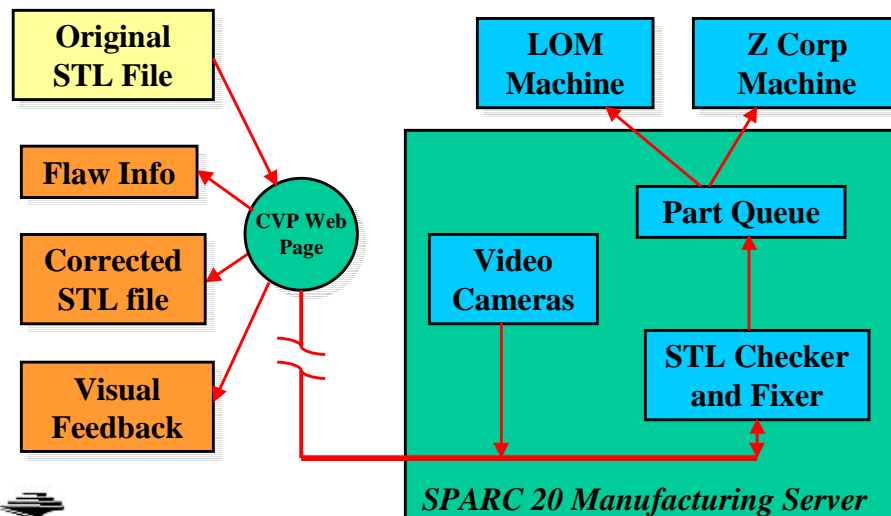 Original
STL File
LOM
Machine
Z Corp
Machine
Flaw Info
CVP Web
Page
Part Queue
Corrected
STL file
Video
Cameras
STL Checker
and Fixer
Visual
Feedback
SPARC 20 Manufacturing Server